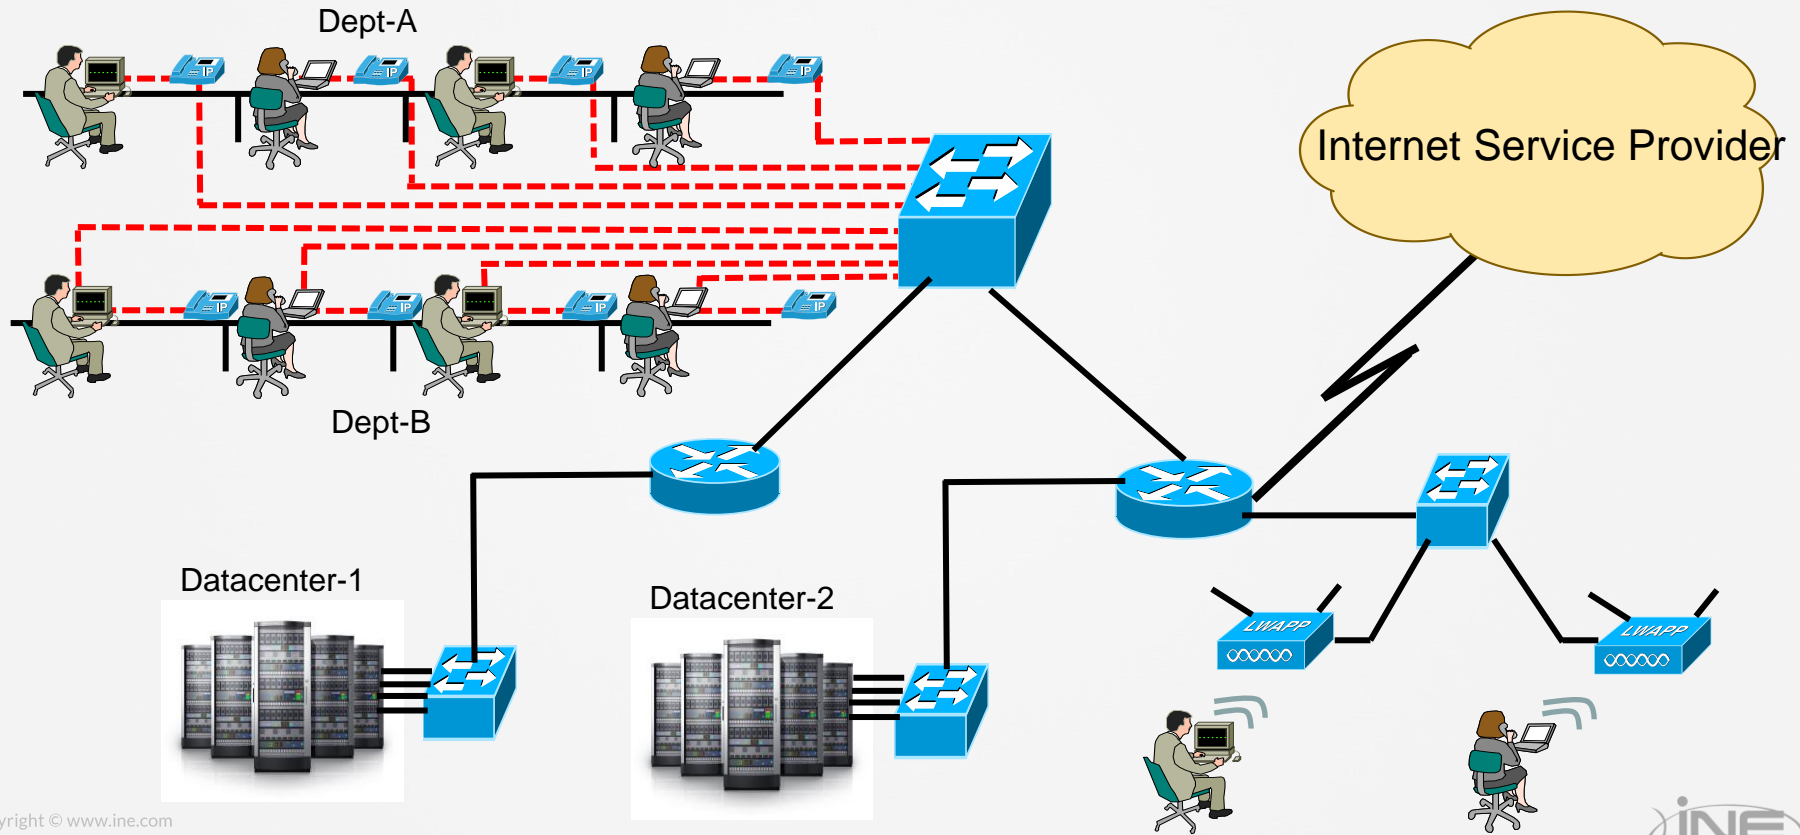 Dept-A
IP
IP
IP
IP
Internet Service Provider
IP
IP
IP
IP
Dept-B
Datacenter-1
Datacenter-2
LWAPP
LWAPP
yright © www.ine.com
INE